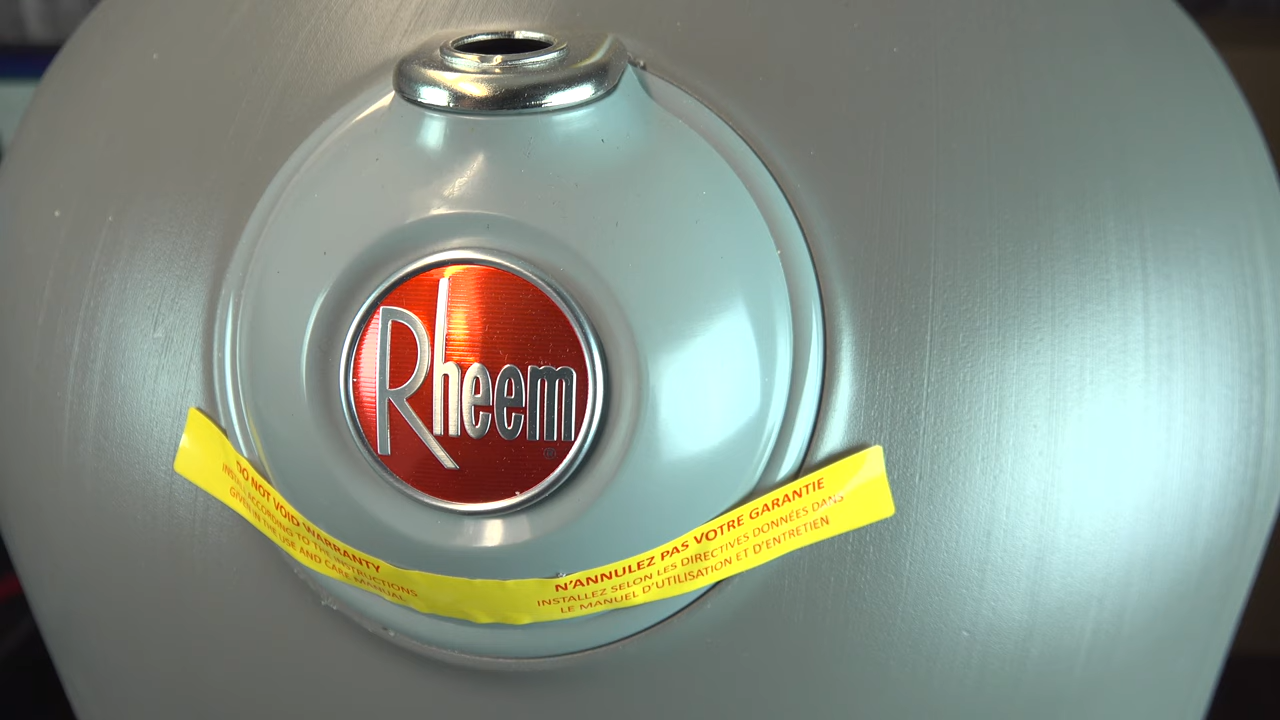 Rheem
®
DO NOT VOID WARRANTY
INSTALL ACCORDING TO THE INSTRUCTIONS
GIVEN IN THE USE AND CARE MANUAL
N'ANNULEZ PAS VOTRE GARANTIE
INSTALLEZ SELON LES DIRECTIVES DONNÉES DANS
LE MANUEL D'UTILISATION ET D'ENTRETIEN